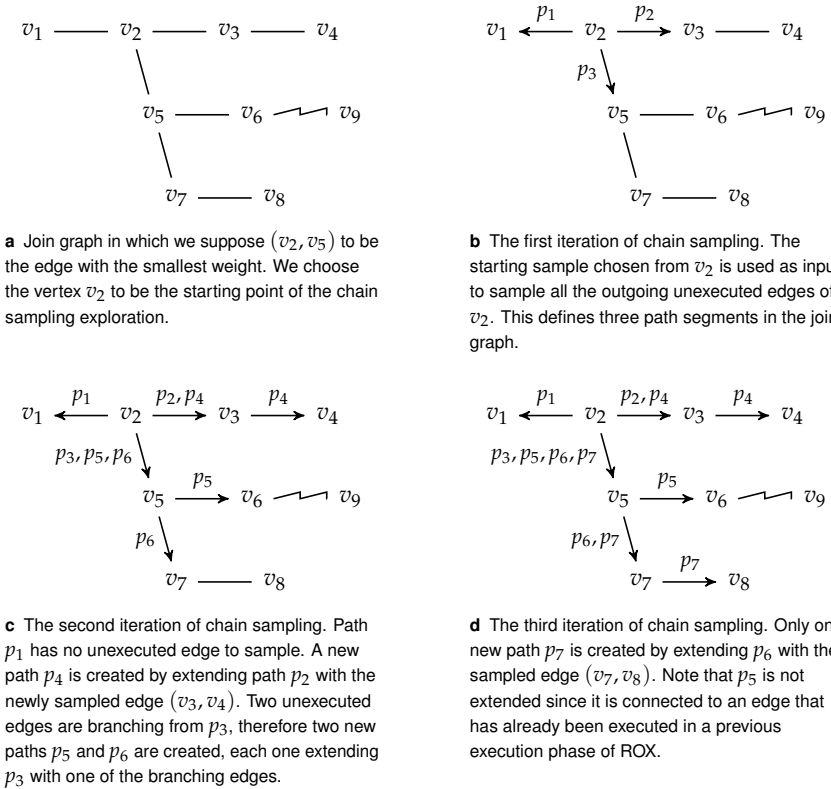 v1 v2 v3 v4
v5 v6 v9
v7 v8
a Join graph in which we suppose (v2, v5) to be
the edge with the smallest weight. We choose
the vertex v2 to be the starting point of the chain
sampling exploration.
p1 p2
v1 v2 v3 v4
p3
v5 v6 v9
v7 v8
b The first iteration of chain sampling. The
starting sample chosen from v2 is used as input
to sample all the outgoing unexecuted edges of
v2. This defines three path segments in the join
graph.
p1 p2, p4 p4
v1 v2 v3 v4
p3, p5, p6
p5
v5 v6 v9
p6
v7 v8
c The second iteration of chain sampling. Path
p1 has no unexecuted edge to sample. A new
path p4 is created by extending path p2 with the
newly sampled edge (v3, v4). Two unexecuted
edges are branching from p3, therefore two new
paths p5 and p6 are created, each one extending
p3 with one of the branching edges.
p1 p2, p4 p4
v1 v2 v3 v4
p3, p5, p6, p7
p5
v5 v6 v9
p6, p7
p7
v7 v8
d The third iteration of chain sampling. Only one
new path p7 is created by extending p6 with the
sampled edge (v7, v8). Note that p5 is not
extended since it is connected to an edge that
has already been executed in a previous
execution phase of ROX.